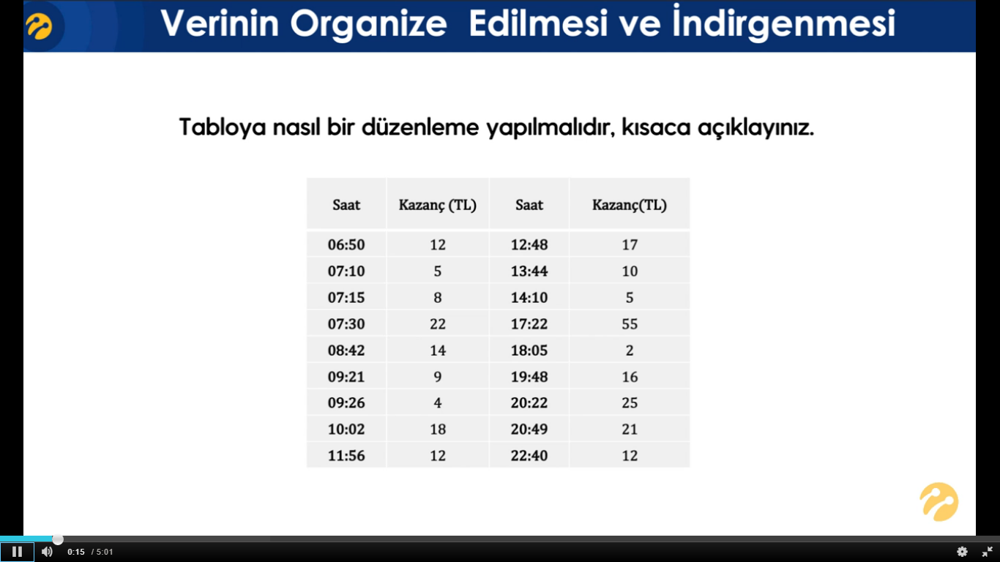 Verinin Organize Edilmesi ve İndirgenmesi
Tabloya nasıl bir düzenleme yapılmalıdır, kısaca açıklayınız.
Saat Kazanç (TL) Saat Kazanç(TL)
06:50 12 12:48 17
07:10 5 13:44 10
07:15 8 14:10 5
07:30 22 17:22 55
08:42 14 18:05 2
09:21 9 19:48 16
09:26 4 20:22 25
10:02 18 20:49 21
11:56 12 22:40 12
0:15 / 5:01